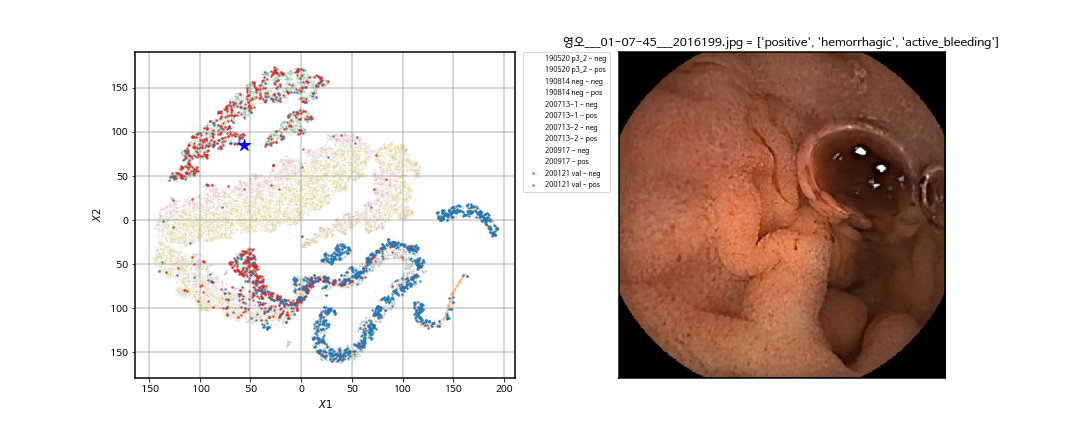 영오___01-07-45___2016199.jpg = ['positive', 'hemorrhagic', 'active_bleeding']
190520 p3_2 - neg
190520 p3_2 - pos
190814 neg - neg
190814 neg - pos
200713-1 - neg
200713-1 - pos
200713-2 - neg
200713-2 - pos
200917 - neg
200917 - pos
200121 val - neg
200121 val - pos
150
100
50
0
50
100
150
X2
150 100 50 0 50 100 150 200
X1